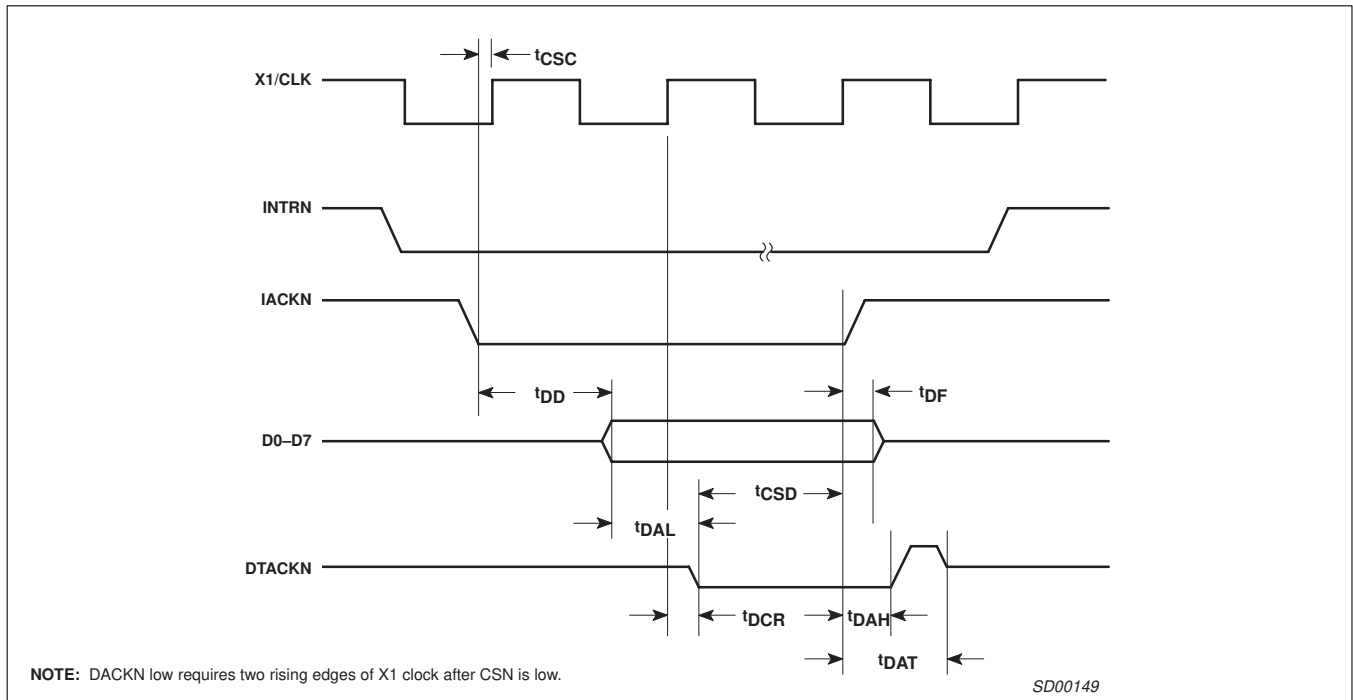 tCSC
X1/CLK
INTRN
IACKN
tDD
tDF
D0–D7
tCSD
tDAL
DTACKN
tDCR
tDAH
tDAT
NOTE: DACKN low requires two rising edges of X1 clock after CSN is low.
SD00149